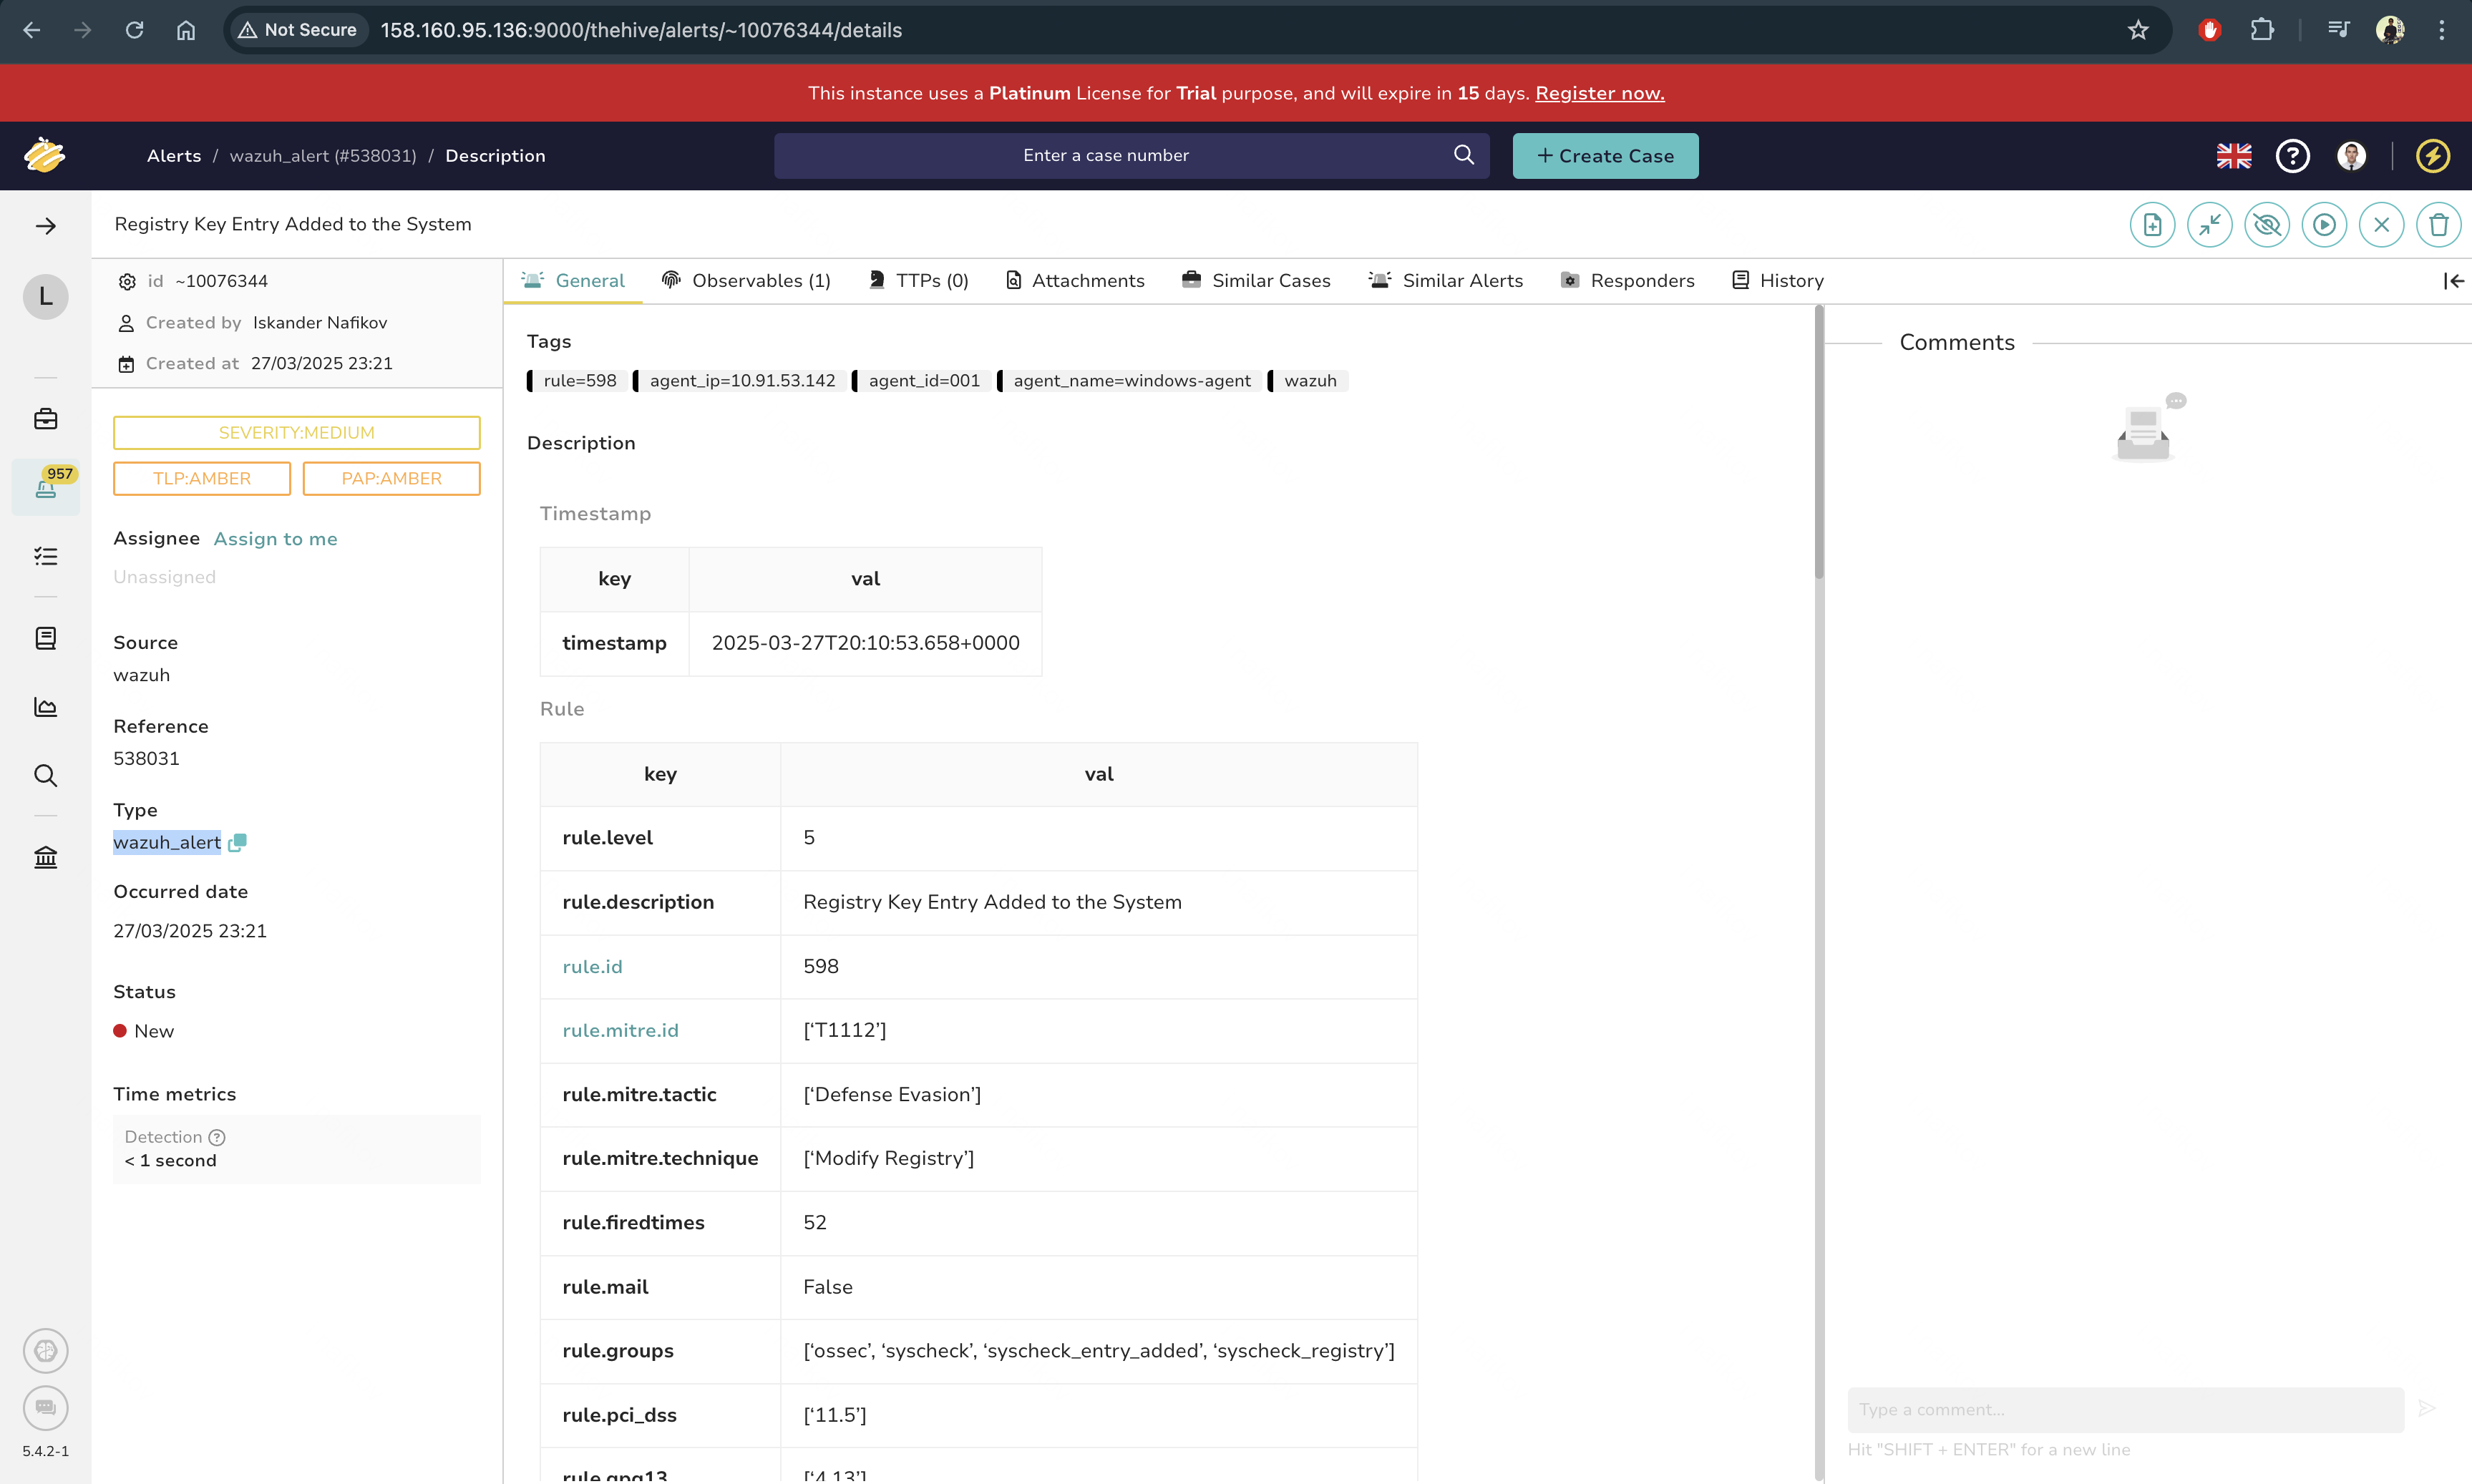 Not Secure 158.160.95.136:9000/thehive/alerts/~10076344/details
This instance uses a Platinum License for Trial purpose, and will expire in 15 days. Register now.
Alerts / wazuh_alert (#538031) / Description
Enter a case number
+ Create Case
Registry Key Entry Added to the System
L
957
5.4.2-1
id ~10076344
Created by Iskander Nafikov
Created at 27/03/2025 23:21
SEVERITY:MEDIUM
TLP:AMBER PAP:AMBER
Assignee Assign to me
Unassigned
Source
wazuh
Reference
538031
Type
wazuh_alert
Occurred date
27/03/2025 23:21
Status
New
Time metrics
Detection ?
< 1 second
General Observables (1) TTPs (0) Attachments Similar Cases Similar Alerts Responders History
Tags
rule=598 agent_ip=10.91.53.142 agent_id=001 agent_name=windows-agent wazuh
Description
Timestamp
key val
timestamp 2025-03-27T20:10:53.658+0000
Rule
key val
rule.level 5
rule.description Registry Key Entry Added to the System
rule.id 598
rule.mitre.id [‘T1112’]
rule.mitre.tactic [‘Defense Evasion’]
rule.mitre.technique [‘Modify Registry’]
rule.firedtimes 52
rule.mail False
rule.groups [‘ossec’, ‘syscheck’, ‘syscheck_entry_added’, ‘syscheck_registry’]
rule.pci_dss [‘11.5’]
rule.gpg13 [‘4.13’]
Comments
Type a comment...
Hit "SHIFT + ENTER" for a new line